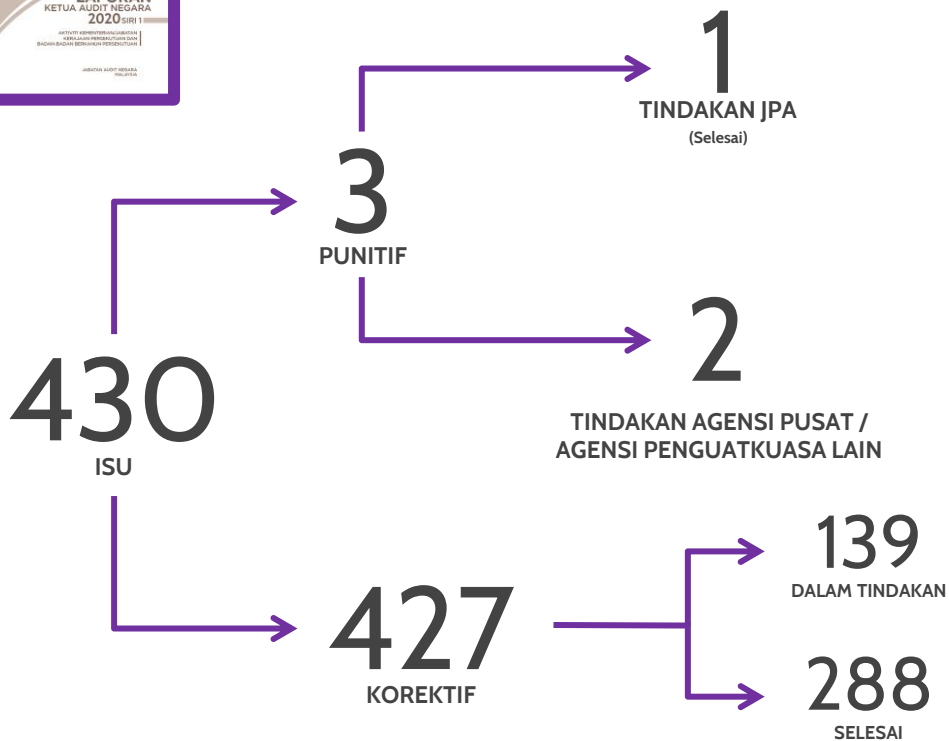 LAPORAN
KETUA AUDIT NEGARA
2020 SIRI 1
AKTIVITI KEMENTERIAN/JABATAN
KERAJAAN PERSEKUTUAN DAN
BADAN-BADAN BERKANUN PERSEKUTUAN
JABATAN AUDIT NEGARA
MALAYSIA
1
TINDAKAN JPA
(Selesai)
3
PUNITIF
2
TINDAKAN AGENSI PUSAT /
AGENSI PENGUATKUASA LAIN
430
ISU
139
DALAM TINDAKAN
427
KOREKTIF
288
SELESAI